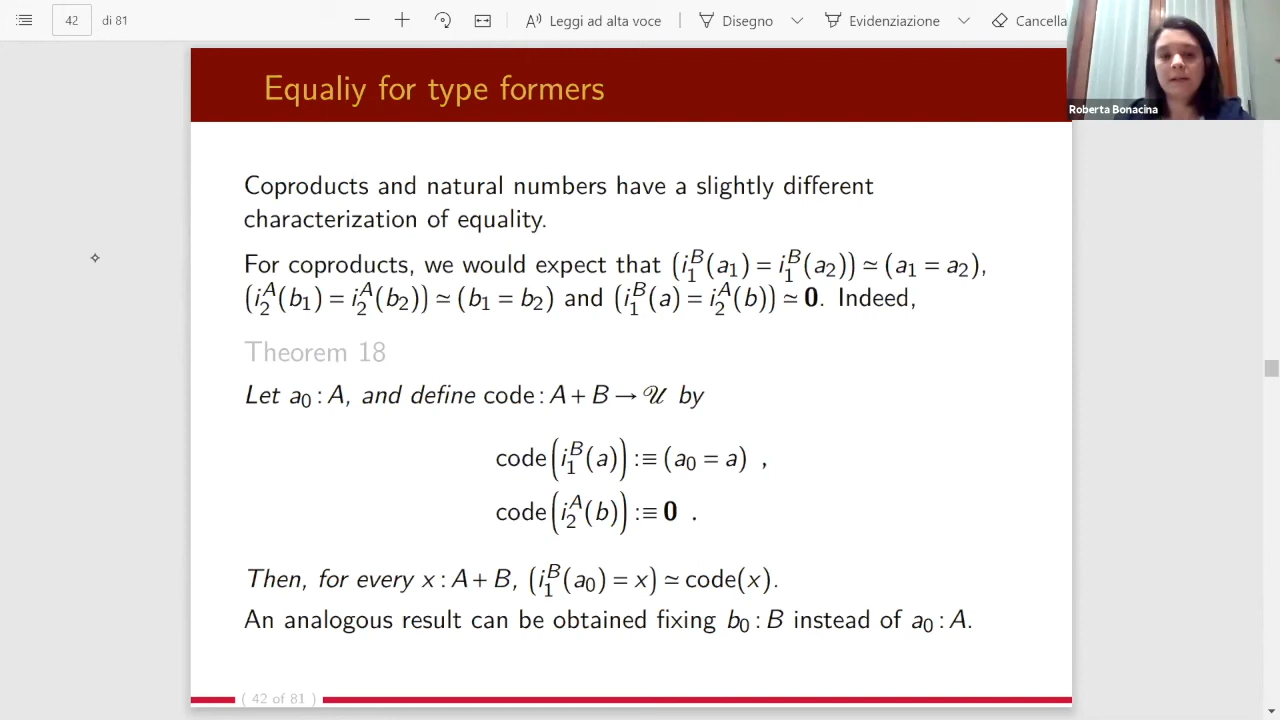 42 di 81 Leggi ad alta voce Disegno Evidenziazione Cancella
Roberta Bonacina
Equaliy for type formers
Coproducts and natural numbers have a slightly different
characterization of equality.
For coproducts, we would expect that (i₁ᴮ(a₁) = i₁ᴮ(a₂)) ≃ (a₁ = a₂),
(i₂ᴬ(b₁) = i₂ᴬ(b₂)) ≃ (b₁ = b₂) and (i₁ᴮ(a) = i₂ᴬ(b)) ≃ 𝟎. Indeed,
Theorem 18
Let a₀ : A, and define code : A + B → 𝒰 by
code(i₁ᴮ(a)) :≡ (a₀ = a) ,
code(i₂ᴬ(b)) :≡ 𝟎 .
Then, for every x : A + B, (i₁ᴮ(a₀) = x) ≃ code(x).
An analogous result can be obtained fixing b₀ : B instead of a₀ : A.
( 42 of 81 )